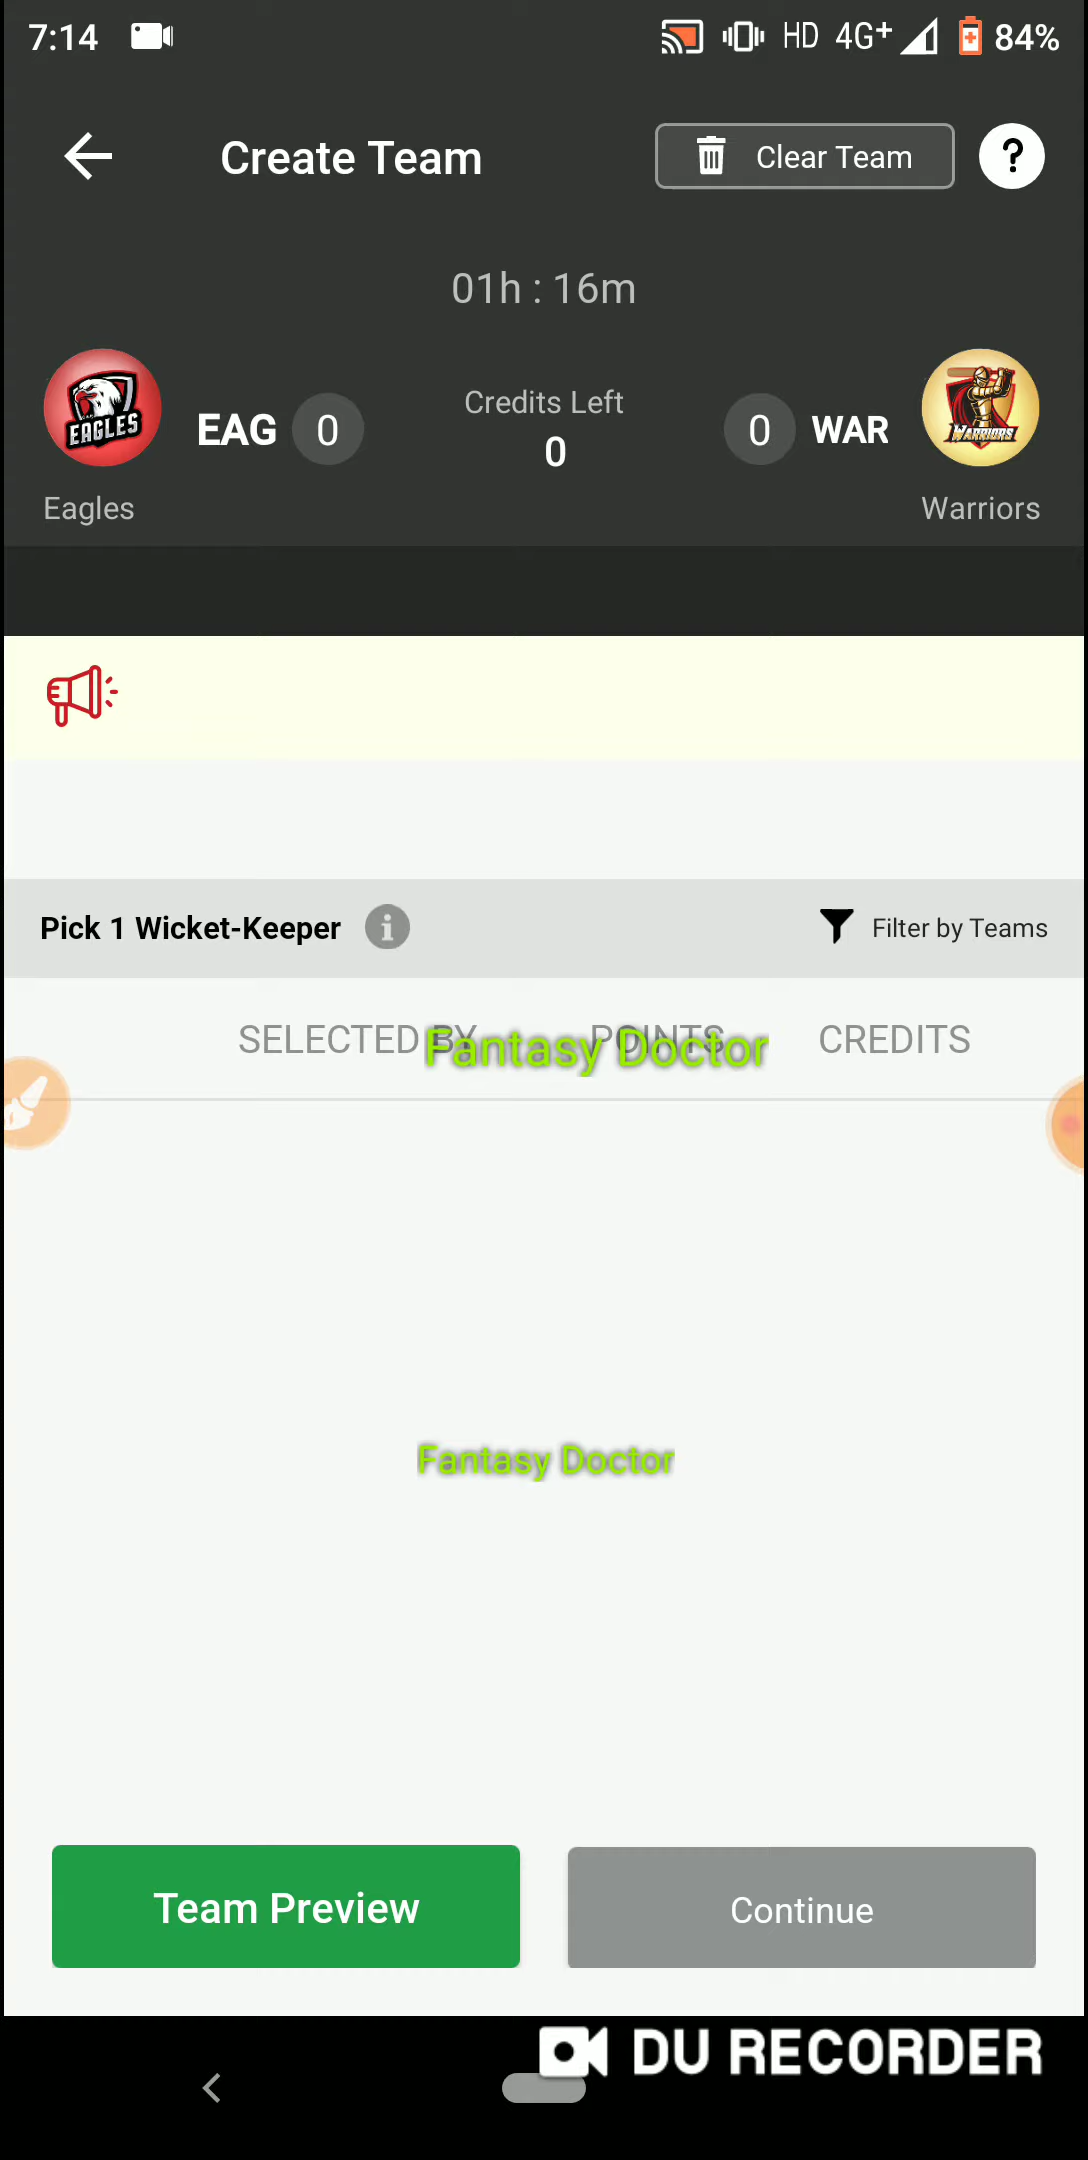 7:14 HD 4G+ 84%
Create Team
Clear Team
?
01h : 16m
EAGLES
EAG 0
Credits Left
0
0 WAR
WARRIORS
Eagles
Warriors
Pick 1 Wicket-Keeper
Filter by Teams
SELECTED BY POINTS CREDITS
Fantasy Doctor
Fantasy Doctor
Team Preview
Continue
DU RECORDER